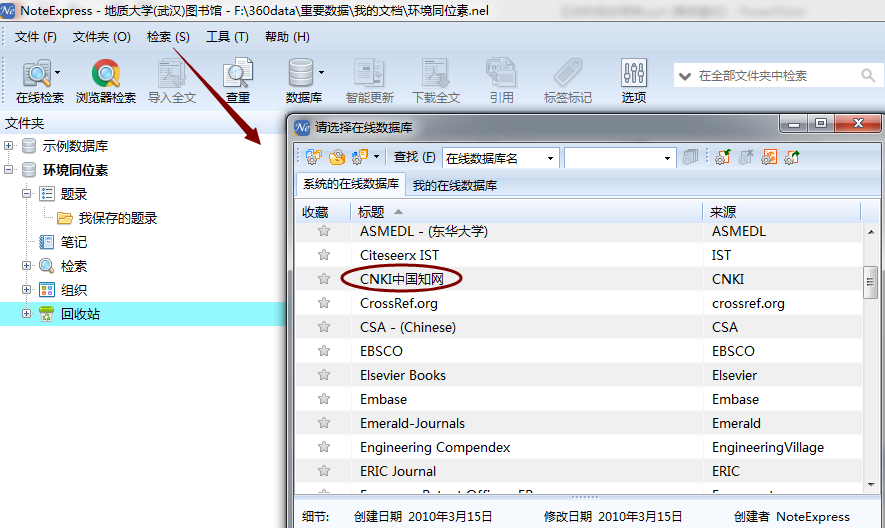 NoteExpress - 地质大学(武汉)图书馆 - F:\360data\重要数据\我的文档\环境同位素.nel
文件 (F) 文件夹 (O) 检索 (S) 工具 (T) 帮助 (H)
在线检索 浏览器检索 导入全文 查重 数据库 智能更新 下载全文 引用 标签标记 选项 在全部文件夹中检索
文件夹
示例数据库
环境同位素
题录
我保存的题录
笔记
检索
组织
回收站
请选择在线数据库
查找 (F) 在线数据库名
系统的在线数据库 我的在线数据库
收藏 标题 来源
ASMEDL - (东华大学) ASMEDL
Citeseerx IST IST
CNKI中国知网 CNKI
CrossRef.org crossref.org
CSA - (Chinese) CSA
EBSCO EBSCO
Elsevier Books Elsevier
Embase Embase
Emerald-Journals Emerald
Engineering Compendex EngineeringVillage
ERIC Journal ERIC
细节: 创建日期 2010年3月15日 修改日期 2010年3月15日 创建者 NoteExpress